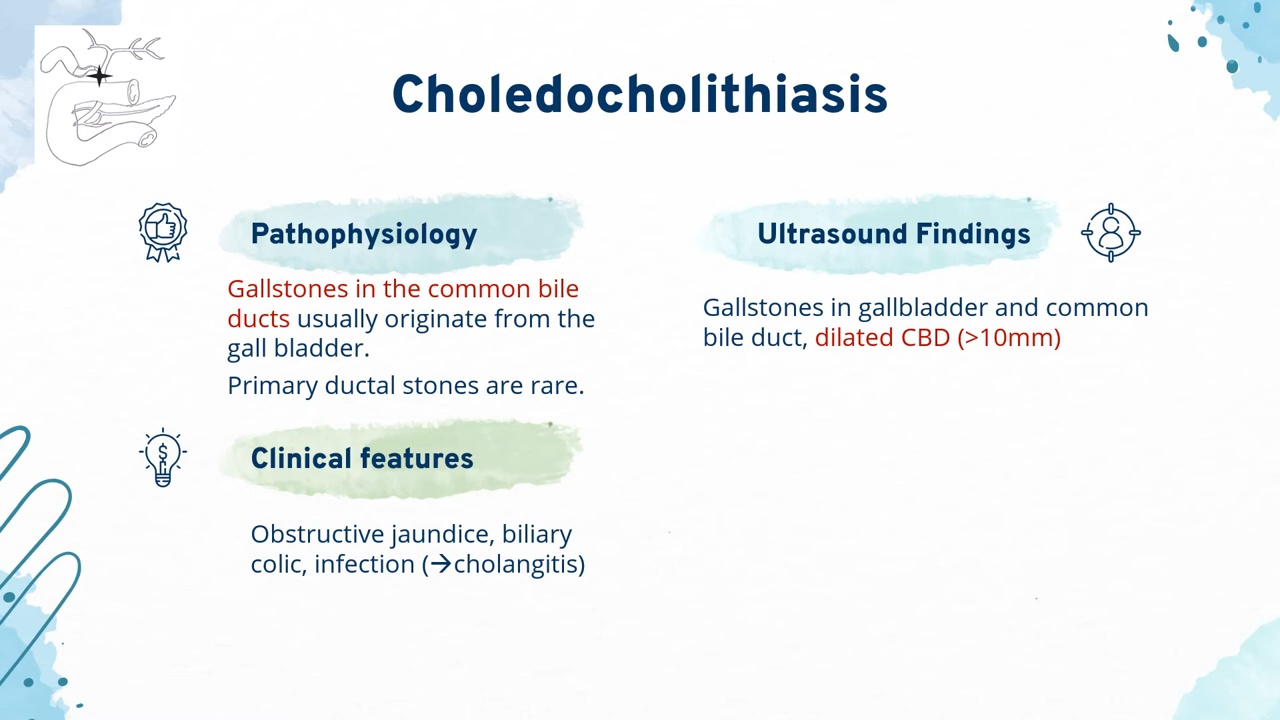 Choledocholithiasis
Pathophysiology
Gallstones in the common bile
ducts usually originate from the
gall bladder.
Primary ductal stones are rare.
Clinical features
Obstructive jaundice, biliary
colic, infection (→cholangitis)
Ultrasound Findings
Gallstones in gallbladder and common
bile duct, dilated CBD (>10mm)